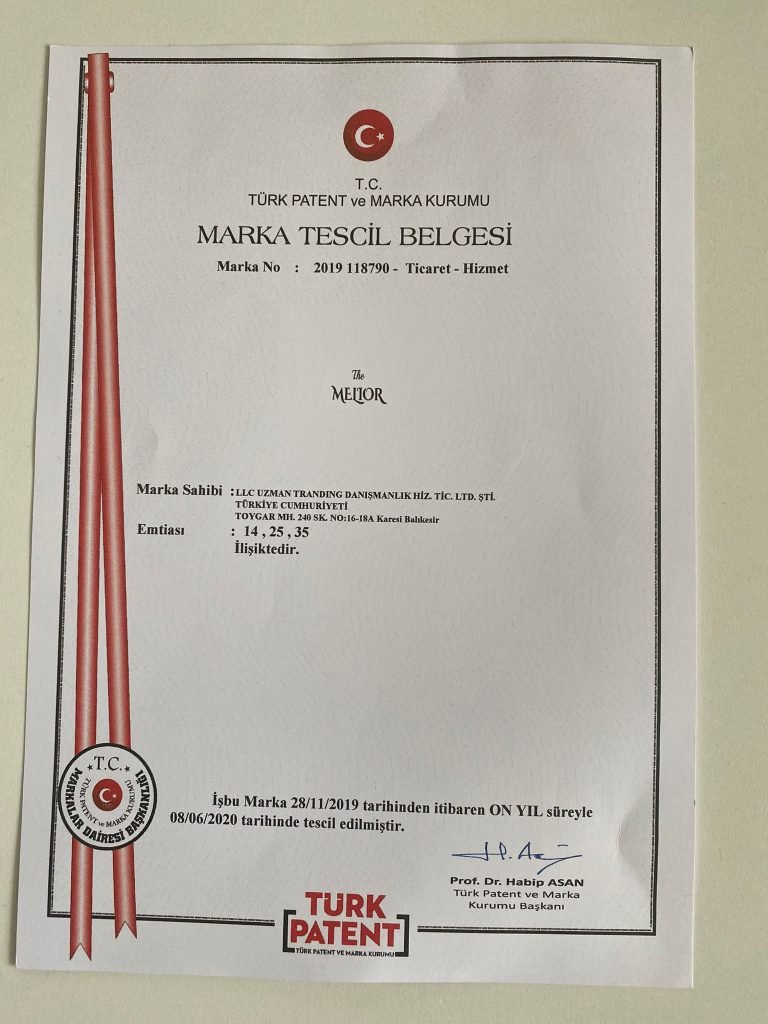 T.C.
TÜRK PATENT ve MARKA KURUMU
MARKA TESCİL BELGESİ
Marka No : 2019 118790 - Ticaret - Hizmet
The
MELIOR
Marka Sahibi : LLC UZMAN TRANDING DANIŞMANLIK HİZ. TİC. LTD. ŞTİ.
TÜRKİYE CUMHURİYETİ
TOYGAR MH. 240 SK. NO:16-18A Karesi Balıkesir
Emtiası : 14 , 25 , 35
İlişiktedir.
T.C.
TÜRK PATENT ve MARKA KURUMU
MARKALAR DAİRESİ BAŞKANLIĞI
İşbu Marka 28/11/2019 tarihinden itibaren ON YIL süreyle
08/06/2020 tarihinde tescil edilmiştir.
Prof. Dr. Habip ASAN
Türk Patent ve Marka
Kurumu Başkanı
TÜRK
PATENT
TÜRK PATENT VE MARKA KURUMU